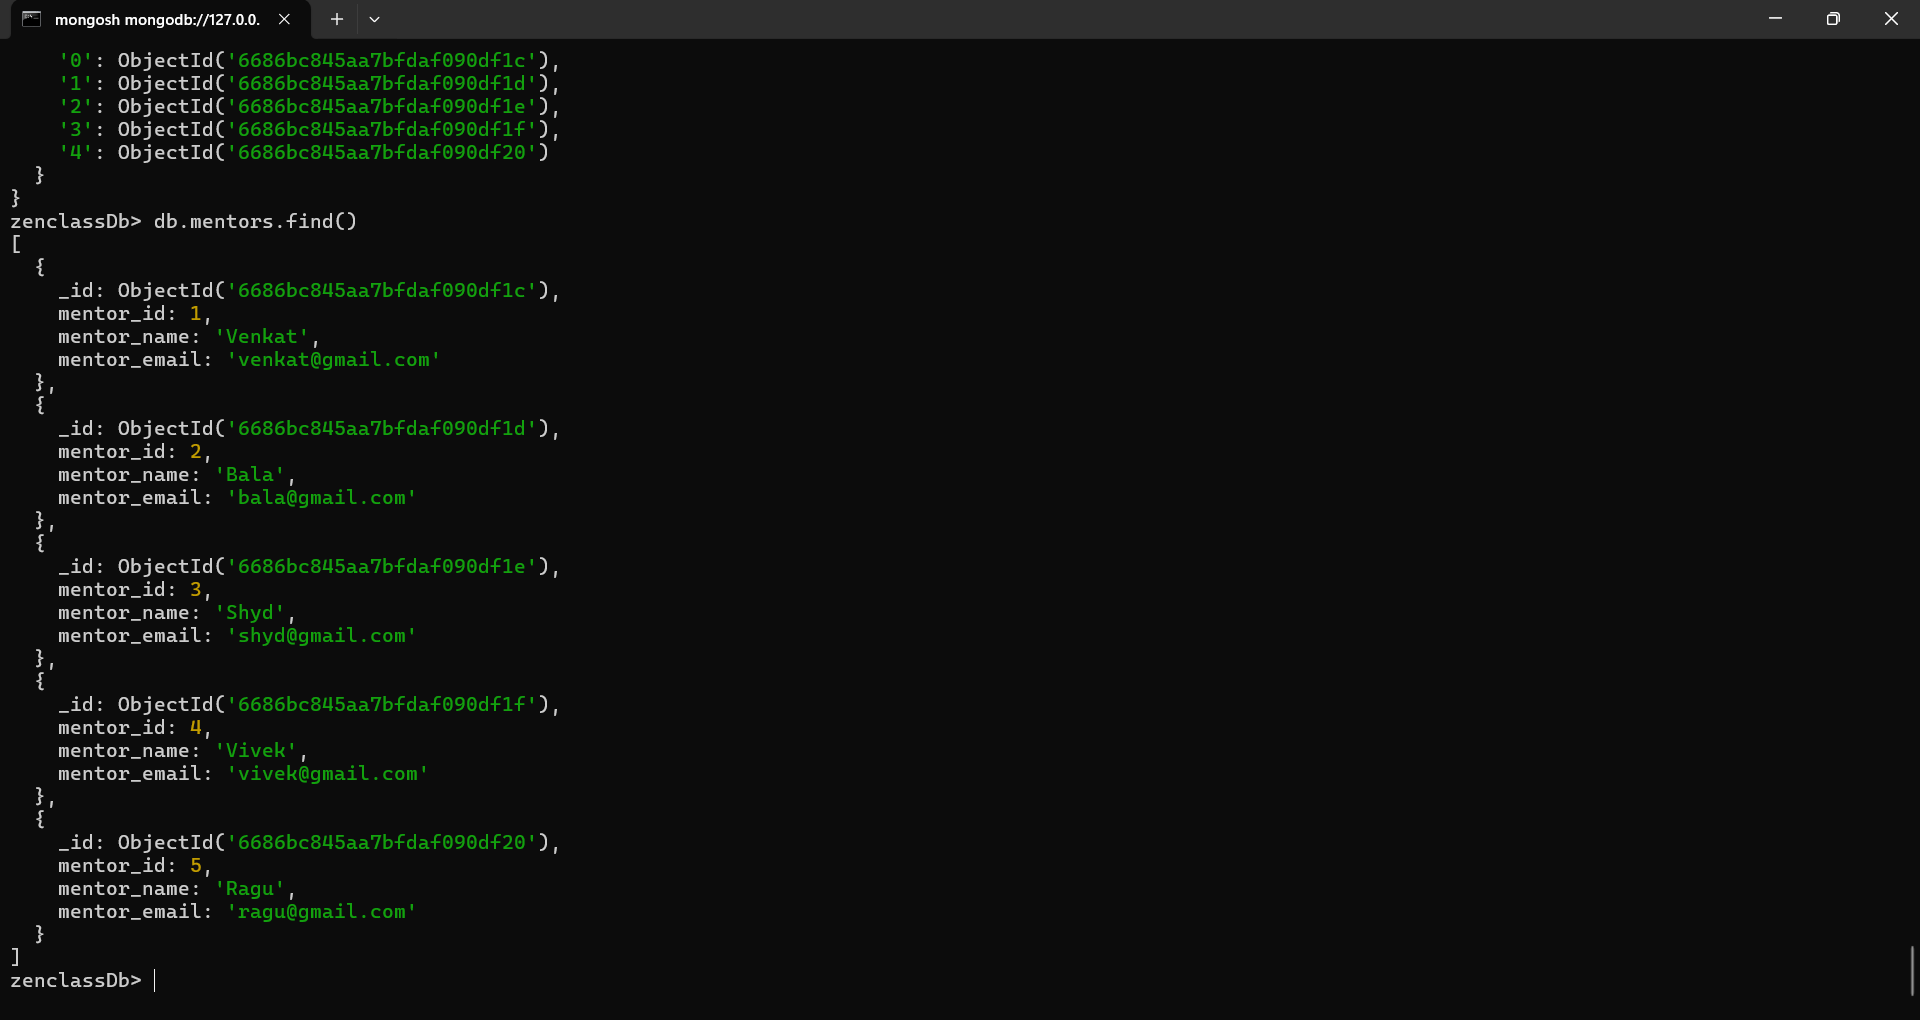 mongosh mongodb://127.0.0.
'0': ObjectId('6686bc845aa7bfdaf090df1c'),
'1': ObjectId('6686bc845aa7bfdaf090df1d'),
'2': ObjectId('6686bc845aa7bfdaf090df1e'),
'3': ObjectId('6686bc845aa7bfdaf090df1f'),
'4': ObjectId('6686bc845aa7bfdaf090df20')
}
}
zenclassDb> db.mentors.find()
[
{
_id: ObjectId('6686bc845aa7bfdaf090df1c'),
mentor_id: 1,
mentor_name: 'Venkat',
mentor_email: 'venkat@gmail.com'
},
{
_id: ObjectId('6686bc845aa7bfdaf090df1d'),
mentor_id: 2,
mentor_name: 'Bala',
mentor_email: 'bala@gmail.com'
},
{
_id: ObjectId('6686bc845aa7bfdaf090df1e'),
mentor_id: 3,
mentor_name: 'Shyd',
mentor_email: 'shyd@gmail.com'
},
{
_id: ObjectId('6686bc845aa7bfdaf090df1f'),
mentor_id: 4,
mentor_name: 'Vivek',
mentor_email: 'vivek@gmail.com'
},
{
_id: ObjectId('6686bc845aa7bfdaf090df20'),
mentor_id: 5,
mentor_name: 'Ragu',
mentor_email: 'ragu@gmail.com'
}
]
zenclassDb>